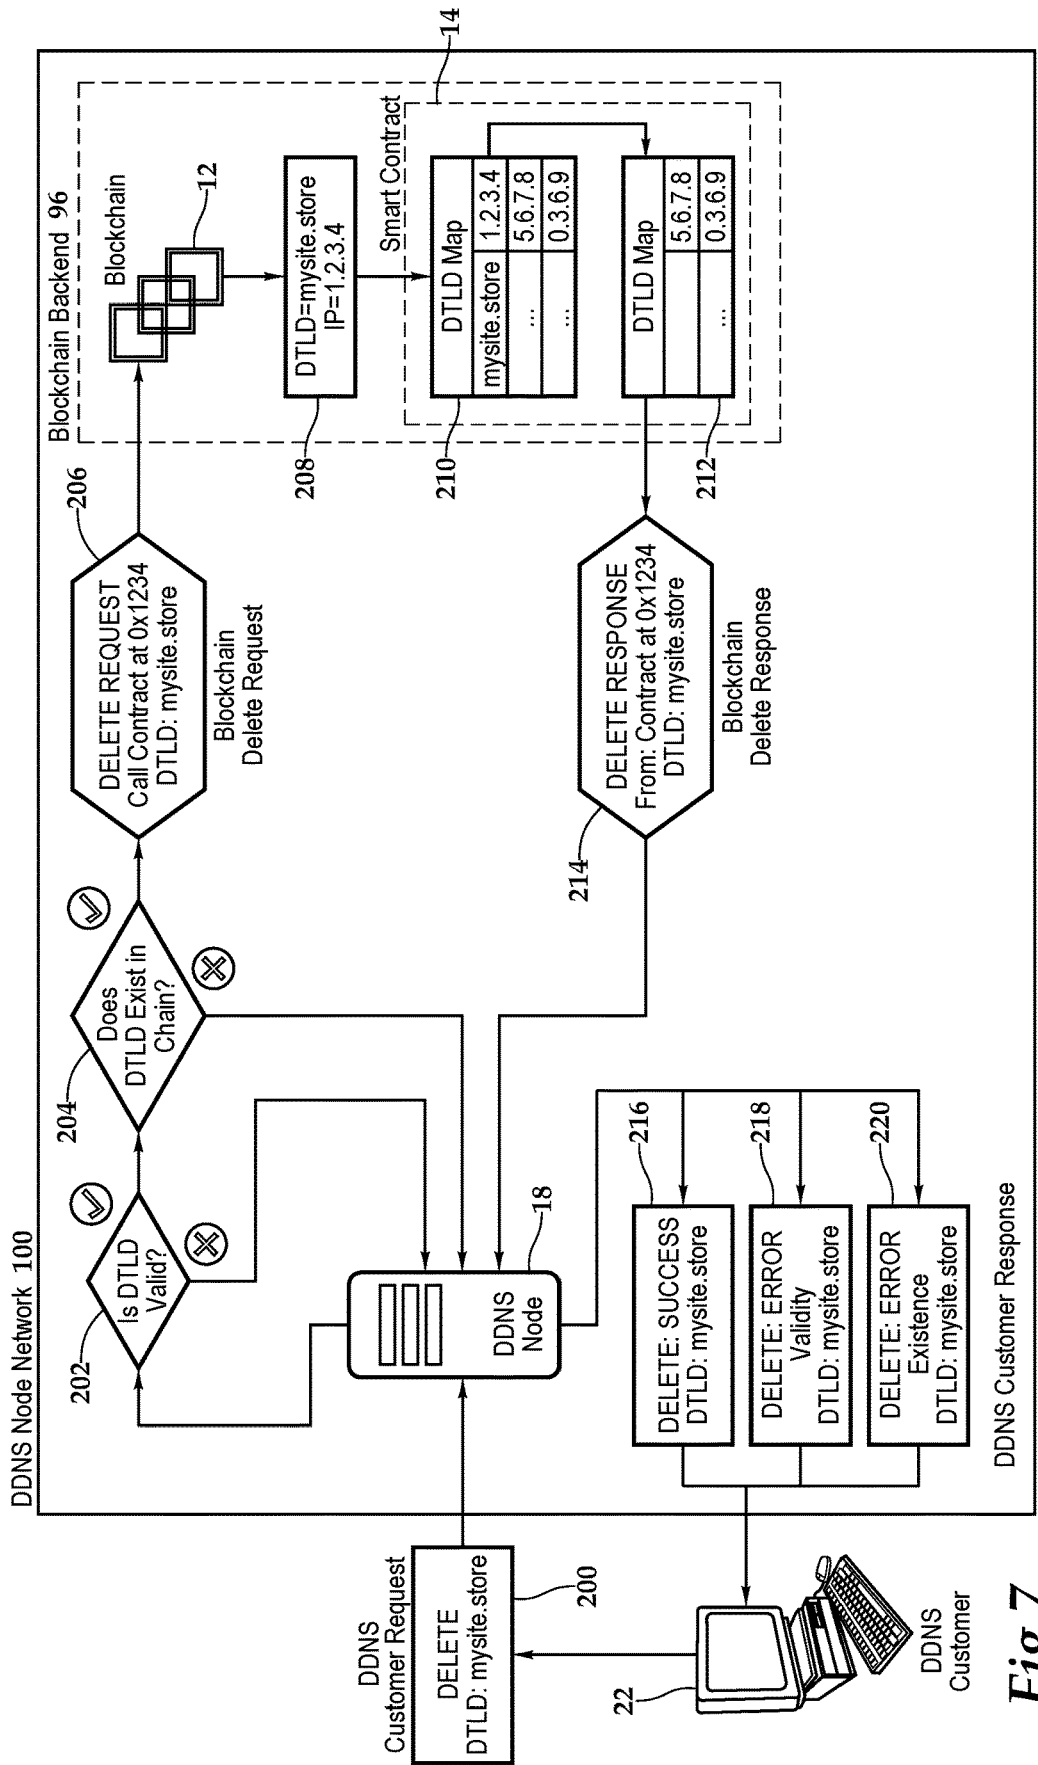 DDNS Node Network 100
Blockchain Backend 96
14
206
202
204
Is DTLD
Valid?
Does
DTLD Exist in
Chain?
DELETE REQUEST
Call Contract at 0x1234
DTLD: mysite.store
Blockchain
Delete Request
Blockchain
12
208
DTLD=mysite.store
IP=1.2.3.4
Smart Contract
210
DTLD Map
mysite.store 1.2.3.4
... 5.6.7.8
... 0.3.6.9
212
DTLD Map
5.6.7.8
... 0.3.6.9
DDNS
Customer Request
DELETE
DTLD: mysite.store
200
DDNS
Node
18
214
DELETE RESPONSE
From: Contract at 0x1234
DTLD: mysite.store
Blockchain
Delete Response
216
DELETE: SUCCESS
DTLD: mysite.store
218
DELETE: ERROR
Validity
DTLD: mysite.store
220
DELETE: ERROR
Existence
DTLD: mysite.store
DDNS Customer Response
22
DDNS
Customer
Fig.7